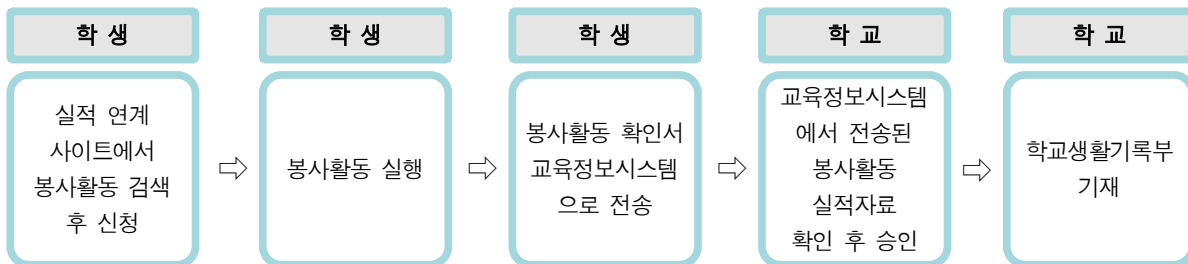 학 생
실적 연계
사이트에서
봉사활동 검색
후 신청
⇨
학 생
봉사활동 실행
⇨
학 생
봉사활동 확인서
교육정보시스템
으로 전송
⇨
학 교
교육정보시스템
에서 전송된
봉사활동
실적자료
확인 후 승인
⇨
학 교
학교생활기록부
기재